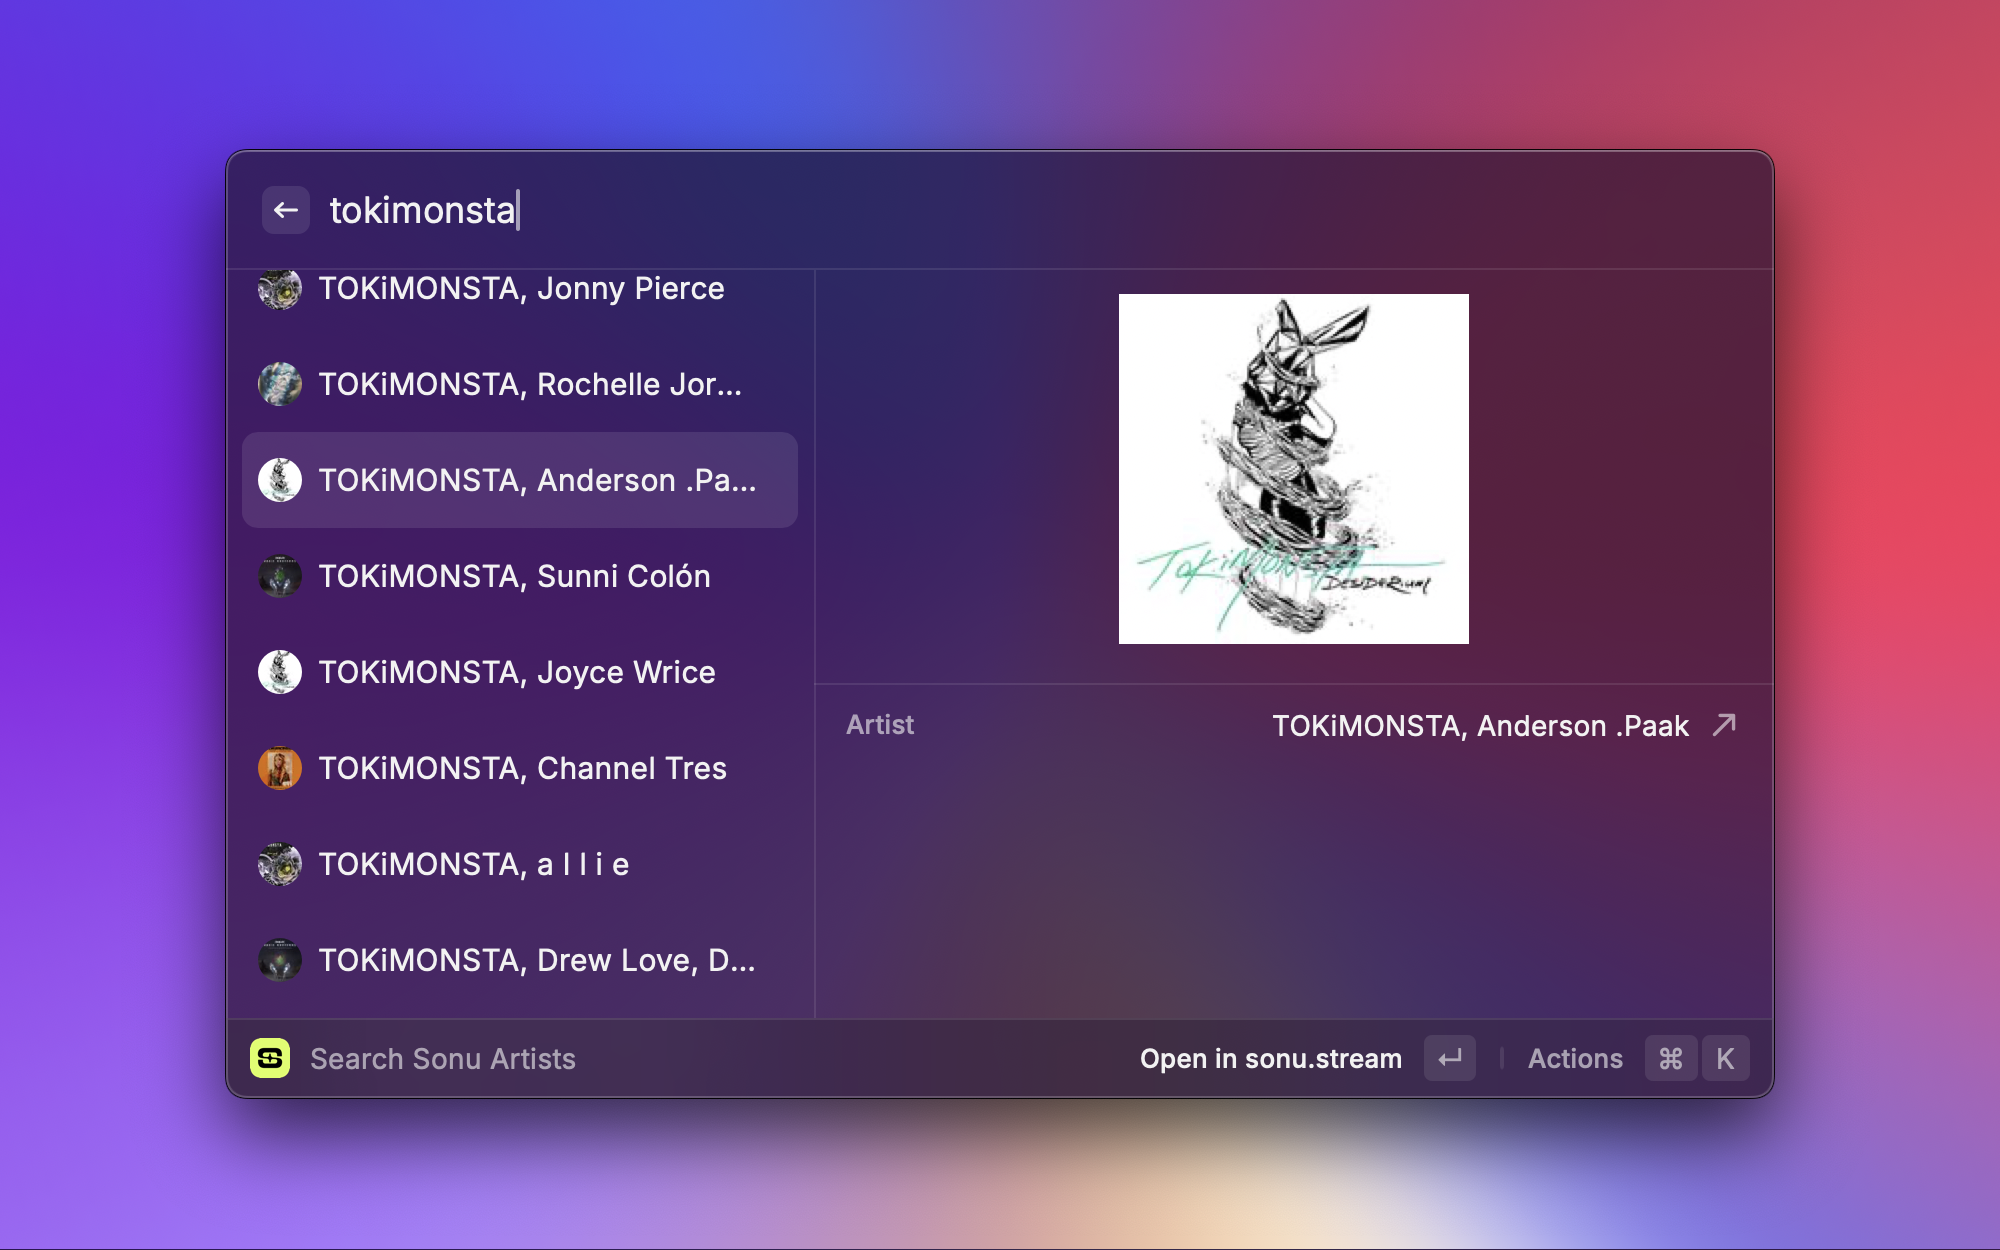 tokimonsta
TOKiMONSTA, Jonny Pierce
TOKiMONSTA, Rochelle Jor...
TOKiMONSTA, Anderson .Pa...
TOKiMONSTA, Sunni Colón
TOKiMONSTA, Joyce Wrice
TOKiMONSTA, Channel Tres
TOKiMONSTA, a l l i e
TOKiMONSTA, Drew Love, D...
TOKiMONSTA
DESIDERIUM
Artist
TOKiMONSTA, Anderson .Paak
Search Sonu Artists
Open in sonu.stream
Actions
⌘ K